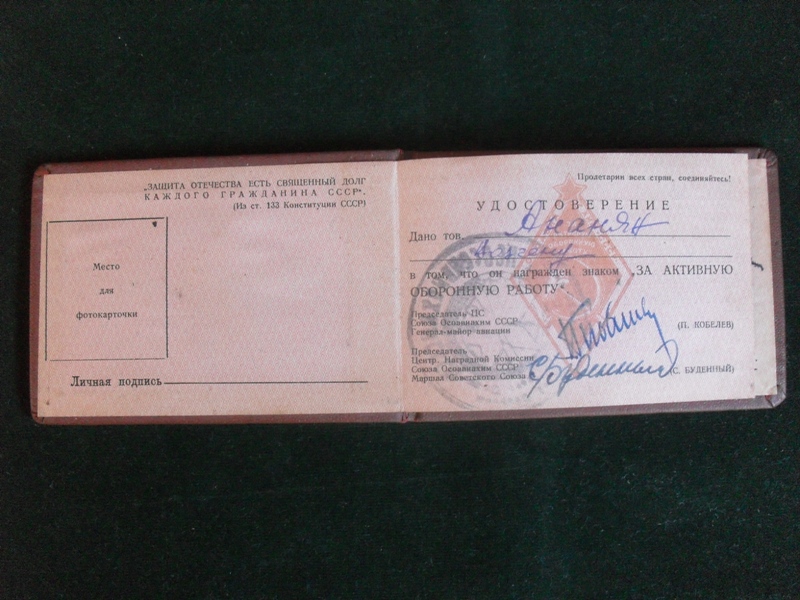 „ЗАЩИТА ОТЕЧЕСТВА ЕСТЬ СВЯЩЕННЫЙ ДОЛГ
КАЖДОГО ГРАЖДАНИНА СССР“.
(Из ст. 133 Конституции СССР)
Место
для
фотокарточки
Личная подпись
Пролетарии всех стран, соединяйтесь!
УДОСТОВЕРЕНИЕ
Дано тов. Ананян
в том, что он награжден знаком „ЗА АКТИВНУЮ
ОБОРОННУЮ РАБОТУ“.
Председатель ЦС
Союза Осоавиахим СССР
Генерал-майор авиации
(П. КОБЕЛЕВ)
Председатель
Центр. Наградной Комиссии
Союза Осоавиахим СССР
Маршал Советского Союза
С. Буденный
(С. БУДЕННЫЙ)